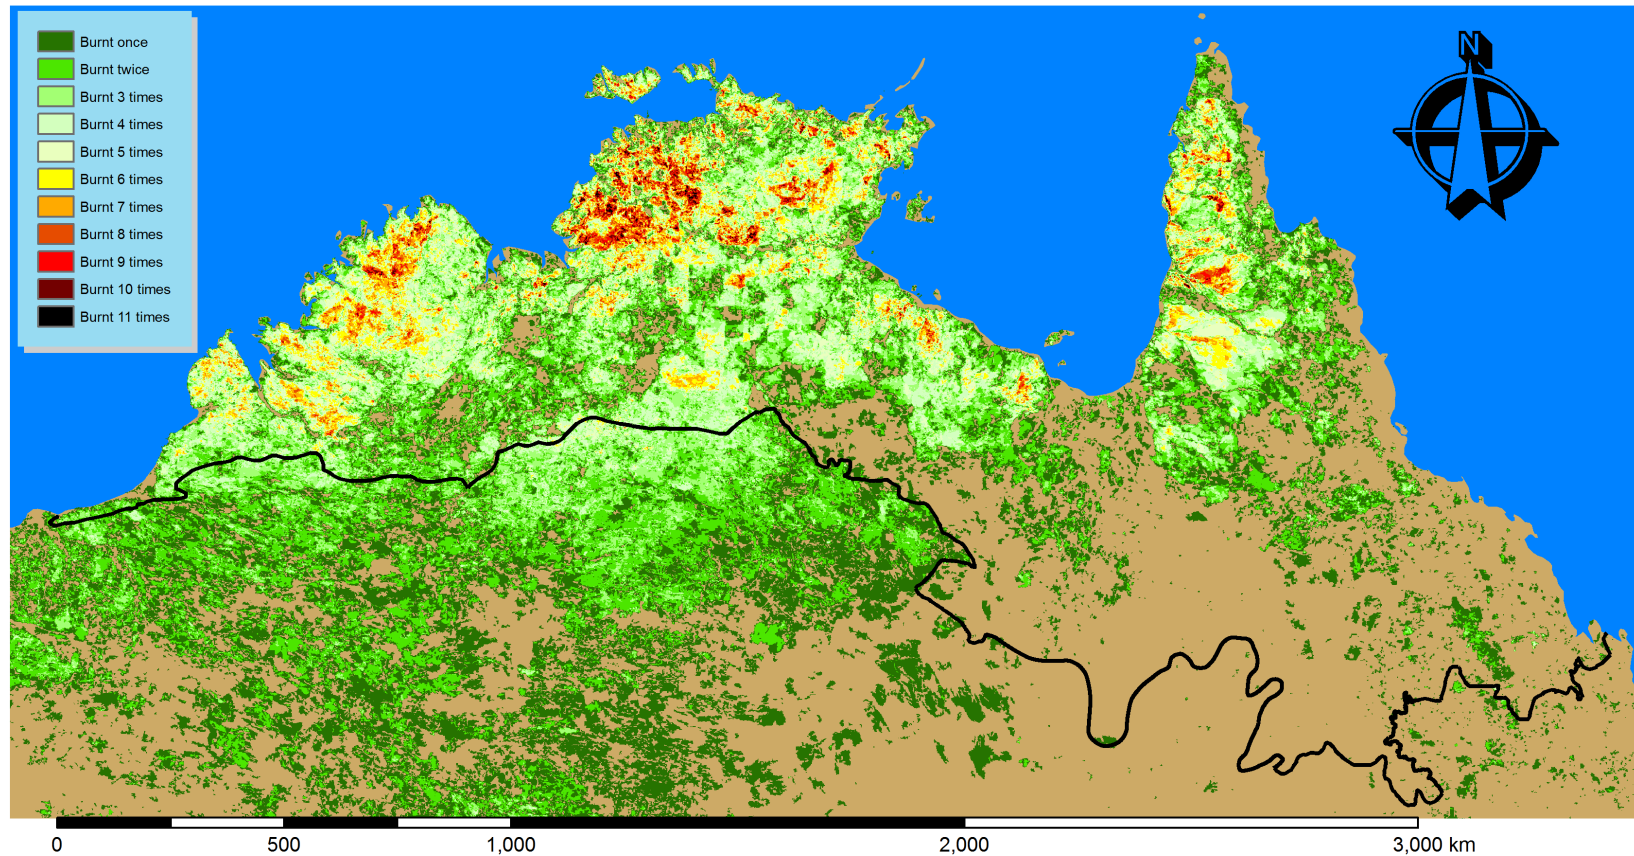 Burnt once
Burnt twice
Burnt 3 times
Burnt 4 times
Burnt 5 times
Burnt 6 times
Burnt 7 times
Burnt 8 times
Burnt 9 times
Burnt 10 times
Burnt 11 times
N
0 500 1,000 2,000 3,000 km